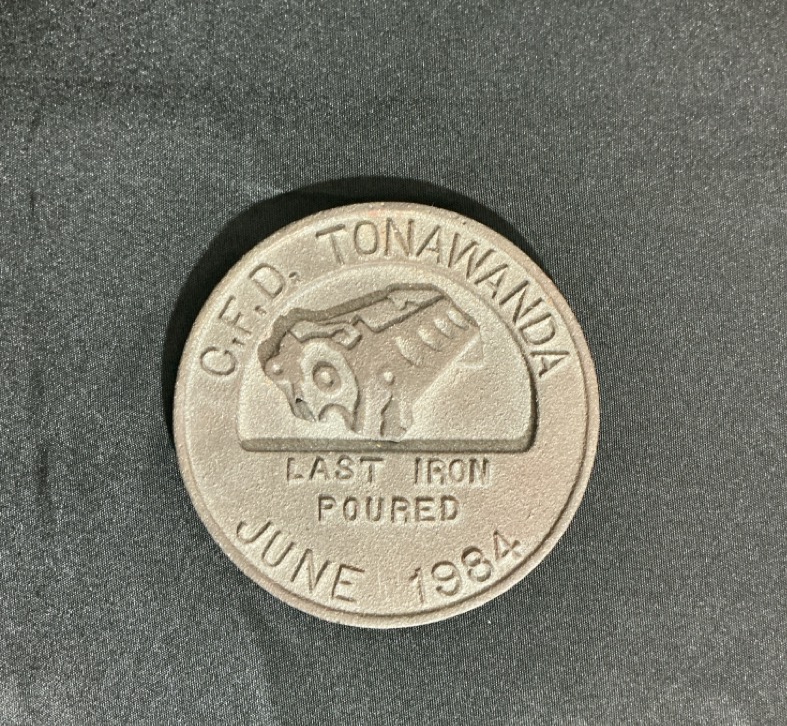 C.F.D. TONAWANDA
LAST IRON
POURED
JUNE 1984